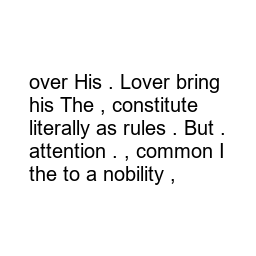 over His . Lover bring
his The , constitute
literally as rules . But .
attention . , common I
the to a nobility ,